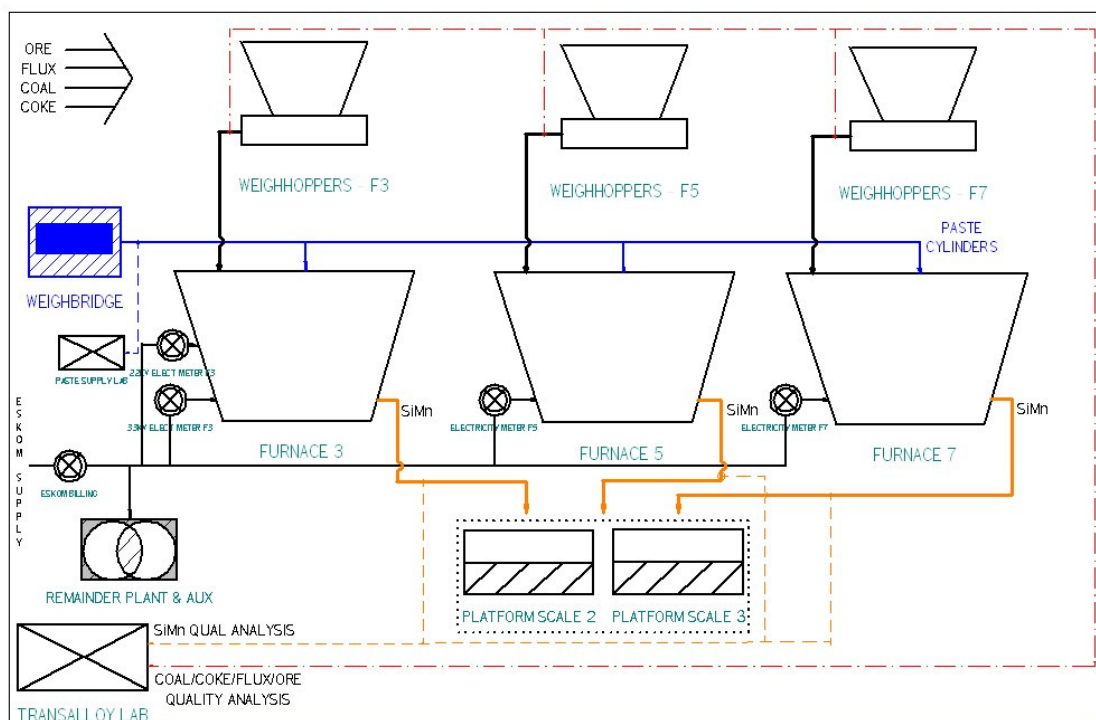 ORE
FLUX
COAL
COKE
WEIGHHOPPERS - F3
WEIGHHOPPERS - F5
WEIGHHOPPERS - F7
PASTE
CYLINDERS
WEIGHBRIDGE
PASTE SUPPLY LAB
22KV ELECT METER F3
33KV ELECT METER F3
ELECTRICITY METER F5
ELECTRICITY METER F7
SiMn
SiMn
SiMn
FURNACE 3
FURNACE 5
FURNACE 7
ESKOM SUPPLY
ESKOM BILLING
REMAINDER PLANT & AUX
PLATFORM SCALE 2
PLATFORM SCALE 3
SiMn QUAL ANALYSIS
COAL/COKE/FLUX/ORE
QUALITY ANALYSIS
TRANSALLOY LAB